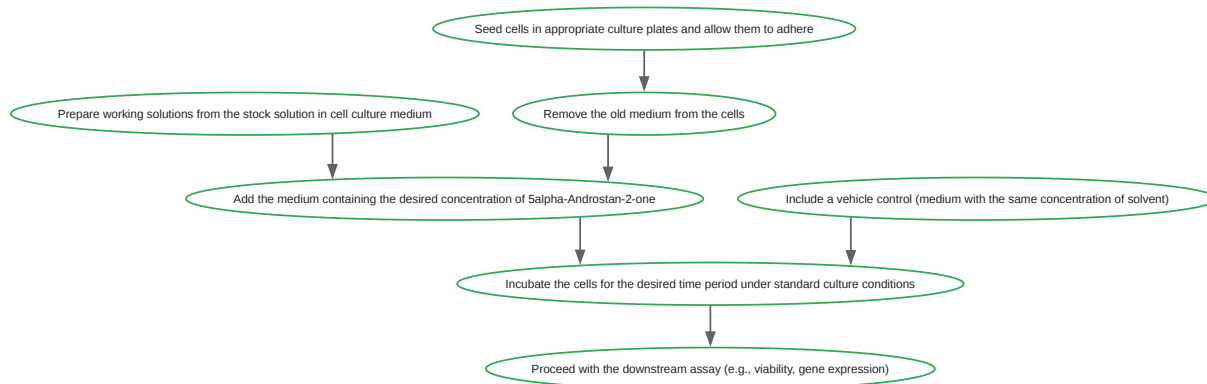 Seed cells in appropriate culture plates and allow them to adhere
Prepare working solutions from the stock solution in cell culture medium
Remove the old medium from the cells
Add the medium containing the desired concentration of 5alpha-Androstan-2-one
Include a vehicle control (medium with the same concentration of solvent)
Incubate the cells for the desired time period under standard culture conditions
Proceed with the downstream assay (e.g., viability, gene expression)